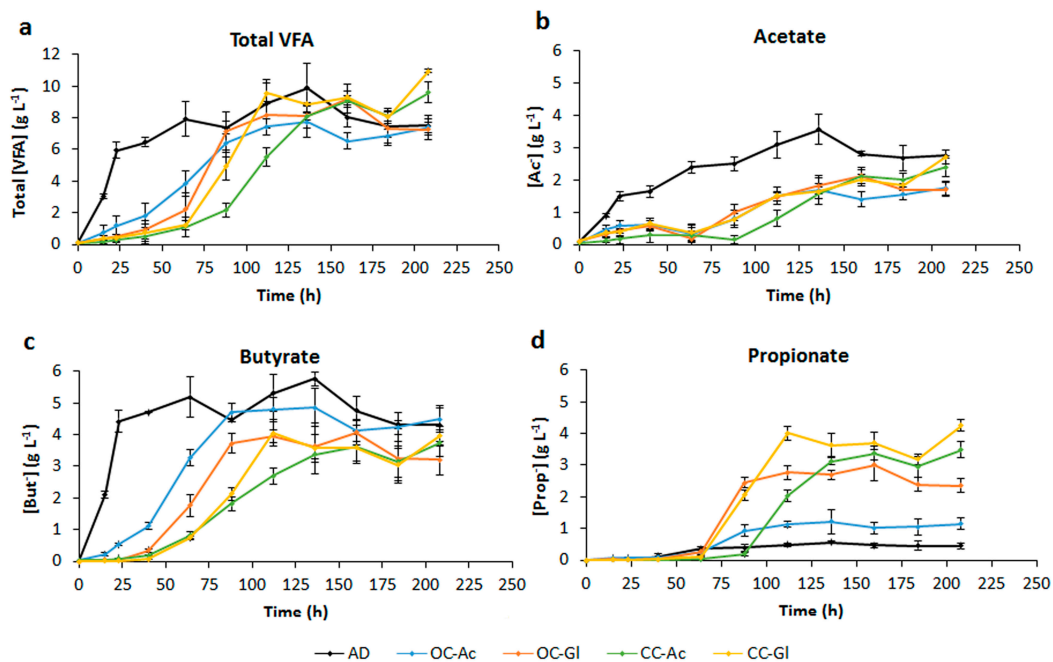 a
Total VFA
Total [VFA] (g L-1)
12
10
8
6
4
2
0
0 25 50 75 100 125 150 175 200 225 250
Time (h)
b
Acetate
[Ac-] (g L-1)
6
5
4
3
2
1
0
0 25 50 75 100 125 150 175 200 225 250
Time (h)
c
Butyrate
[But-] (g L-1)
6
5
4
3
2
1
0
0 25 50 75 100 125 150 175 200 225 250
Time (h)
d
Propionate
[Prop-] (g L-1)
6
5
4
3
2
1
0
0 25 50 75 100 125 150 175 200 225 250
Time (h)
AD OC-Ac OC-Gl CC-Ac CC-Gl